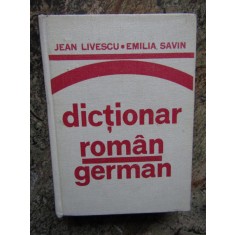 JEAN LIVESCU • EMILIA SAVIN
dicționar
român
german